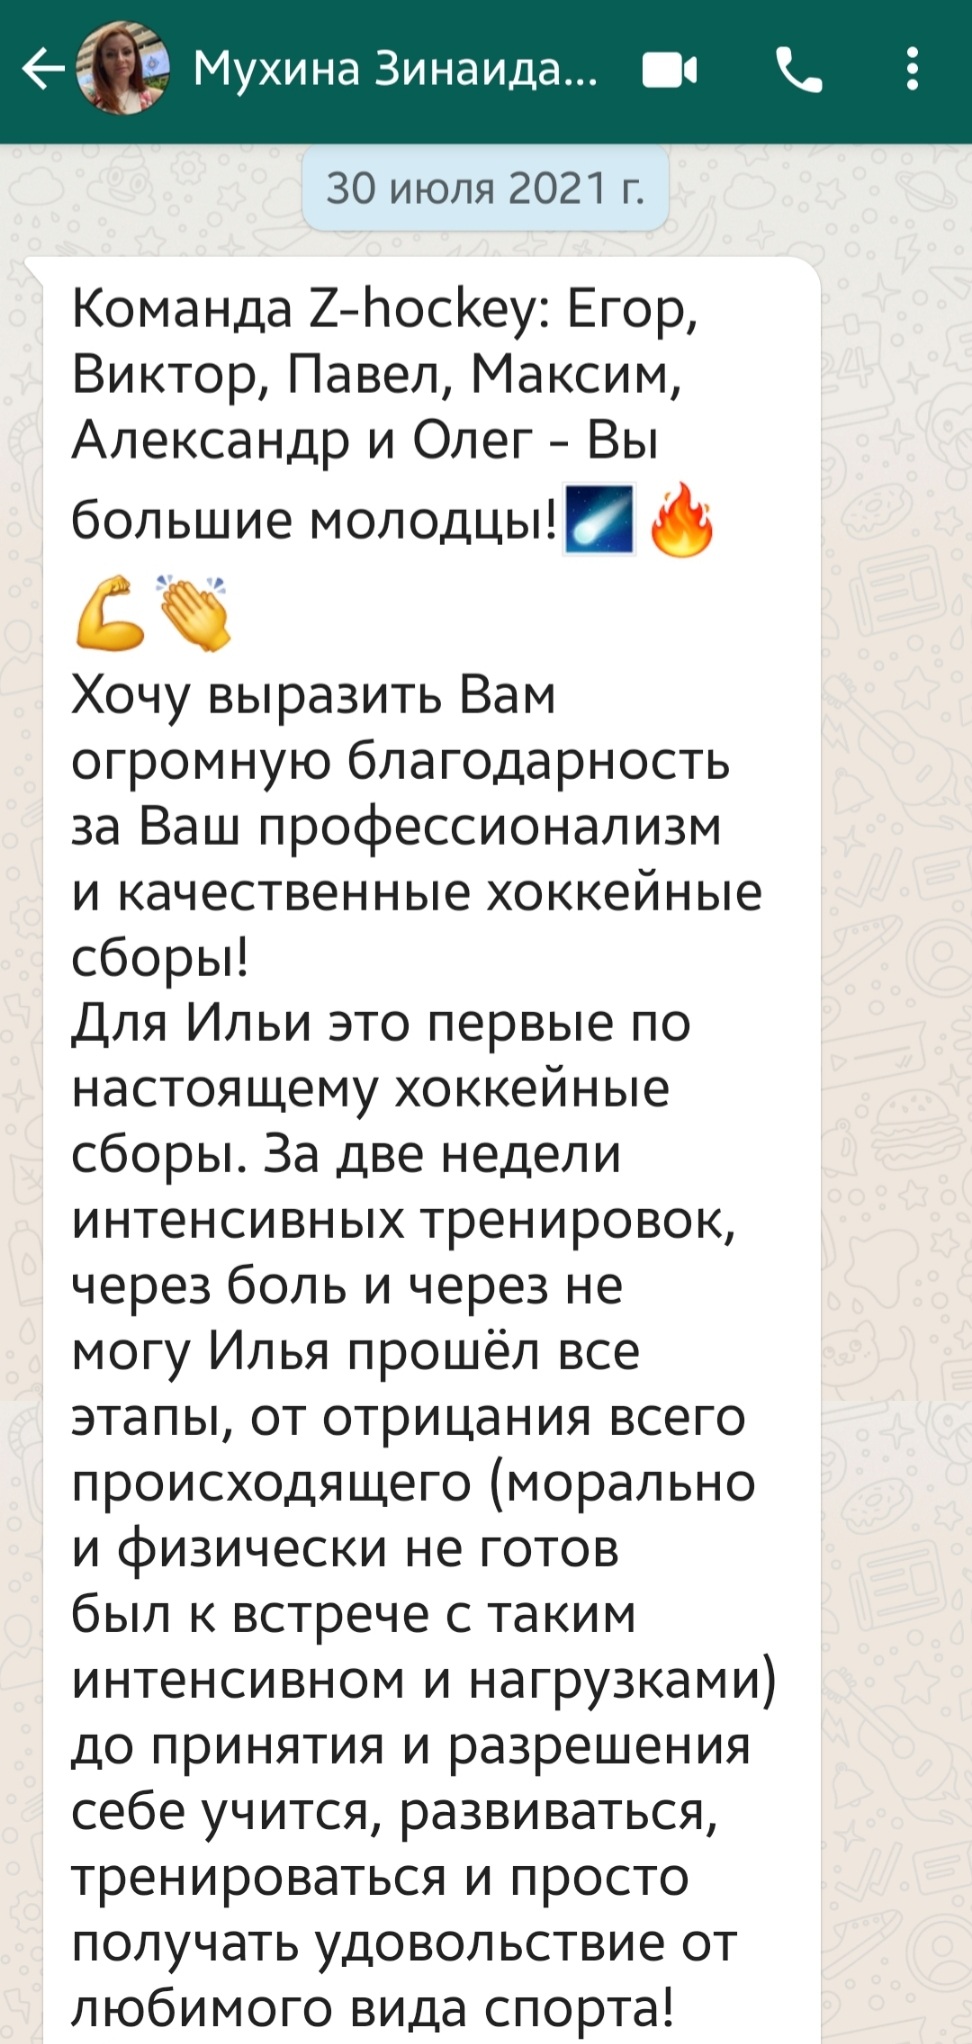 Мухина Зинаида...
30 июля 2021 г.
Команда Z-hockey: Егор,
Виктор, Павел, Максим,
Александр и Олег - Вы
большие молодцы!☄️🔥
💪👏
Хочу выразить Вам
огромную благодарность
за Ваш профессионализм
и качественные хоккейные
сборы!
Для Ильи это первые по
настоящему хоккейные
сборы. За две недели
интенсивных тренировок,
через боль и через не
могу Илья прошёл все
этапы, от отрицания всего
происходящего (морально
и физически не готов
был к встрече с таким
интенсивном и нагрузками)
до принятия и разрешения
себе учится, развиваться,
тренироваться и просто
получать удовольствие от
любимого вида спорта!